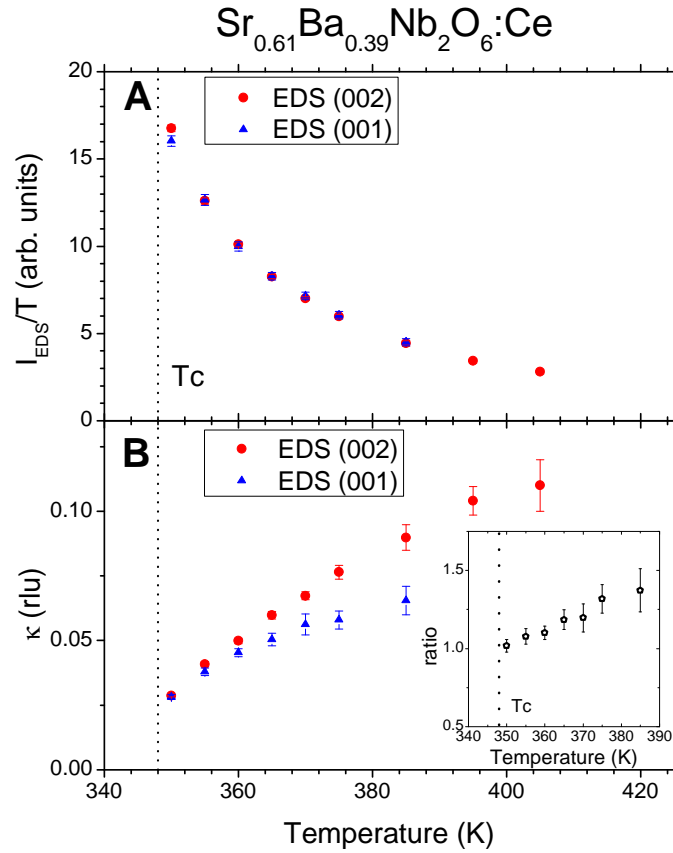 Sr0.61Ba0.39Nb2O6:Ce
A
EDS (002)
EDS (001)
20
15
10
5
0
I_EDS/T (arb. units)
Tc
B
EDS (002)
EDS (001)
0.10
0.05
0.00
κ (rlu)
1.5
1.0
0.5
ratio
Tc
340 350 360 370 380 390
Temperature (K)
340 360 380 400 420
Temperature (K)